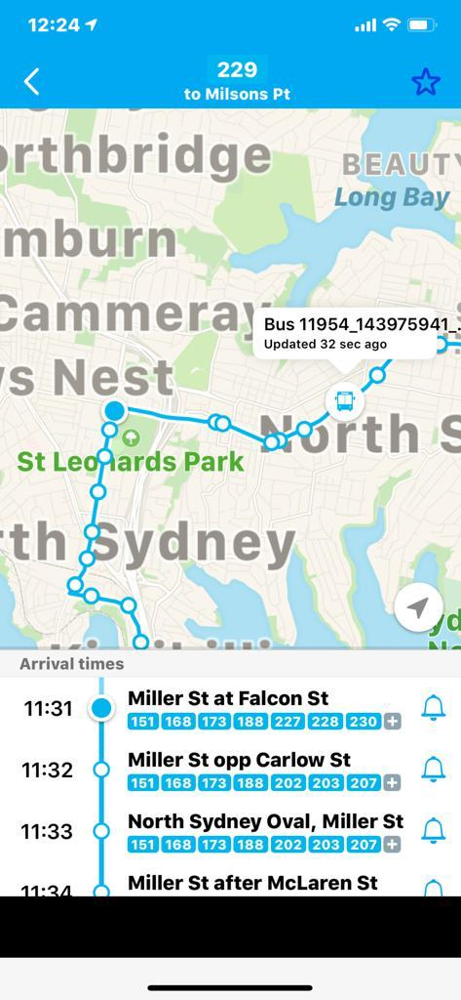 12:24
229
to Milsons Pt
orthbridge
BEAUTY
Long Bay
mburn
Cammeray
Bus 11954_143975941_.
Updated 32 sec ago
s Nest
North S
St Leonards Park
th Sydney
yd
Arrival times
11:31
Miller St at Falcon St
151 168 173 188 227 228 230 +
11:32
Miller St opp Carlow St
151 168 173 188 202 203 207 +
11:33
North Sydney Oval, Miller St
151 168 173 188 202 203 207 +
11:34
Miller St after McLaren St